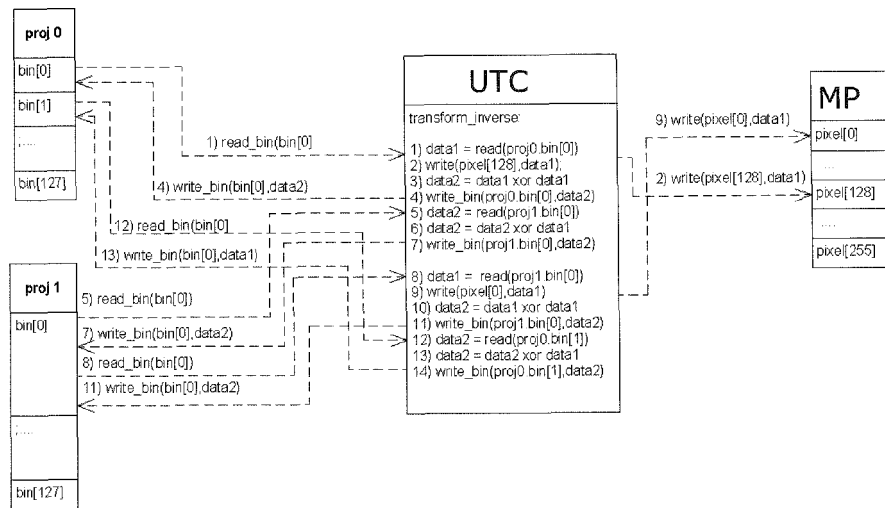 proj 0
bin[0]
bin[1]
;....
bin[127]
1) read_bin(bin[0]
4) write_bin(bin[0],data2)
12) read_bin(bin[0]
13) write_bin(bin[0],data1)
proj 1
bin[0]
;....
bin[127]
5) read_bin(bin[0])
7) write_bin(bin[0],data2)
8) read_bin(bin[0])
11) write_bin(bin[0],data2)
UTC
transform_inverse:
1) data1 = read(proj0.bin[0])
2) write(pixel[128],data1);
3) data2 = data1 xor data1
4) write_bin(proj0.bin[0],data2)
5) data2 = read(proj1.bin[0])
6) data2 = data2 xor data1
7) write_bin(proj1.bin[0],data2)
8) data1 = read(proj1.bin[0])
9) write(pixel[0],data1)
10) data2 = data1 xor data1
11) write_bin(proj1.bin[0],data2)
12) data2 = read(proj0.bin[1])
13) data2 = data2 xor data1
14) write_bin(proj0.bin[1],data2)
9) write(pixel[0],data1)
2) write(pixel[128],data1)
MP
pixel[0]
....
pixel[128]
....
pixel[255]